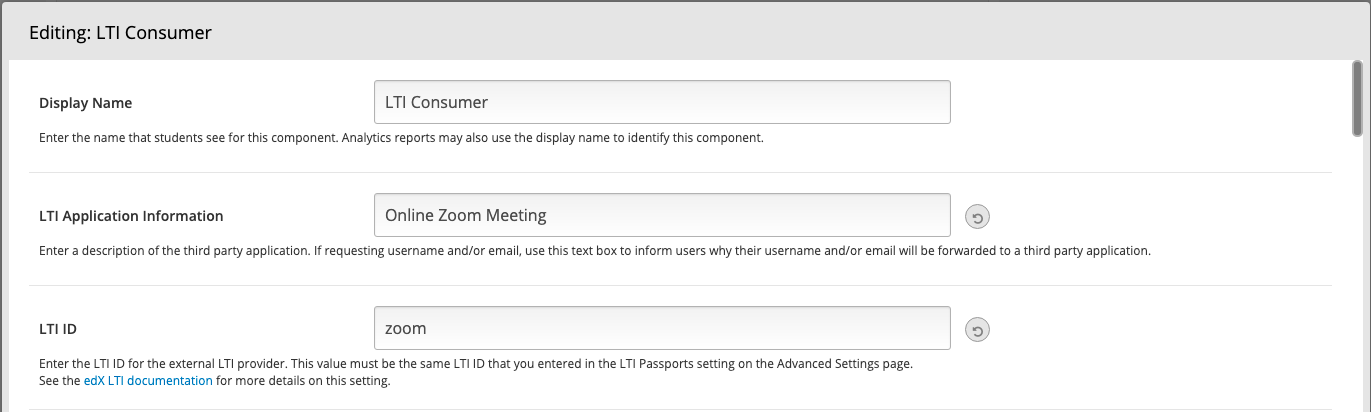 Editing: LTI Consumer
Display Name
LTI Consumer
Enter the name that students see for this component. Analytics reports may also use the display name to identify this component.
LTI Application Information
Online Zoom Meeting
Enter a description of the third party application. If requesting username and/or email, use this text box to inform users why their username and/or email will be forwarded to a third party application.
LTI ID
zoom
Enter the LTI ID for the external LTI provider. This value must be the same LTI ID that you entered in the LTI Passports setting on the Advanced Settings page.
See the edX LTI documentation for more details on this setting.